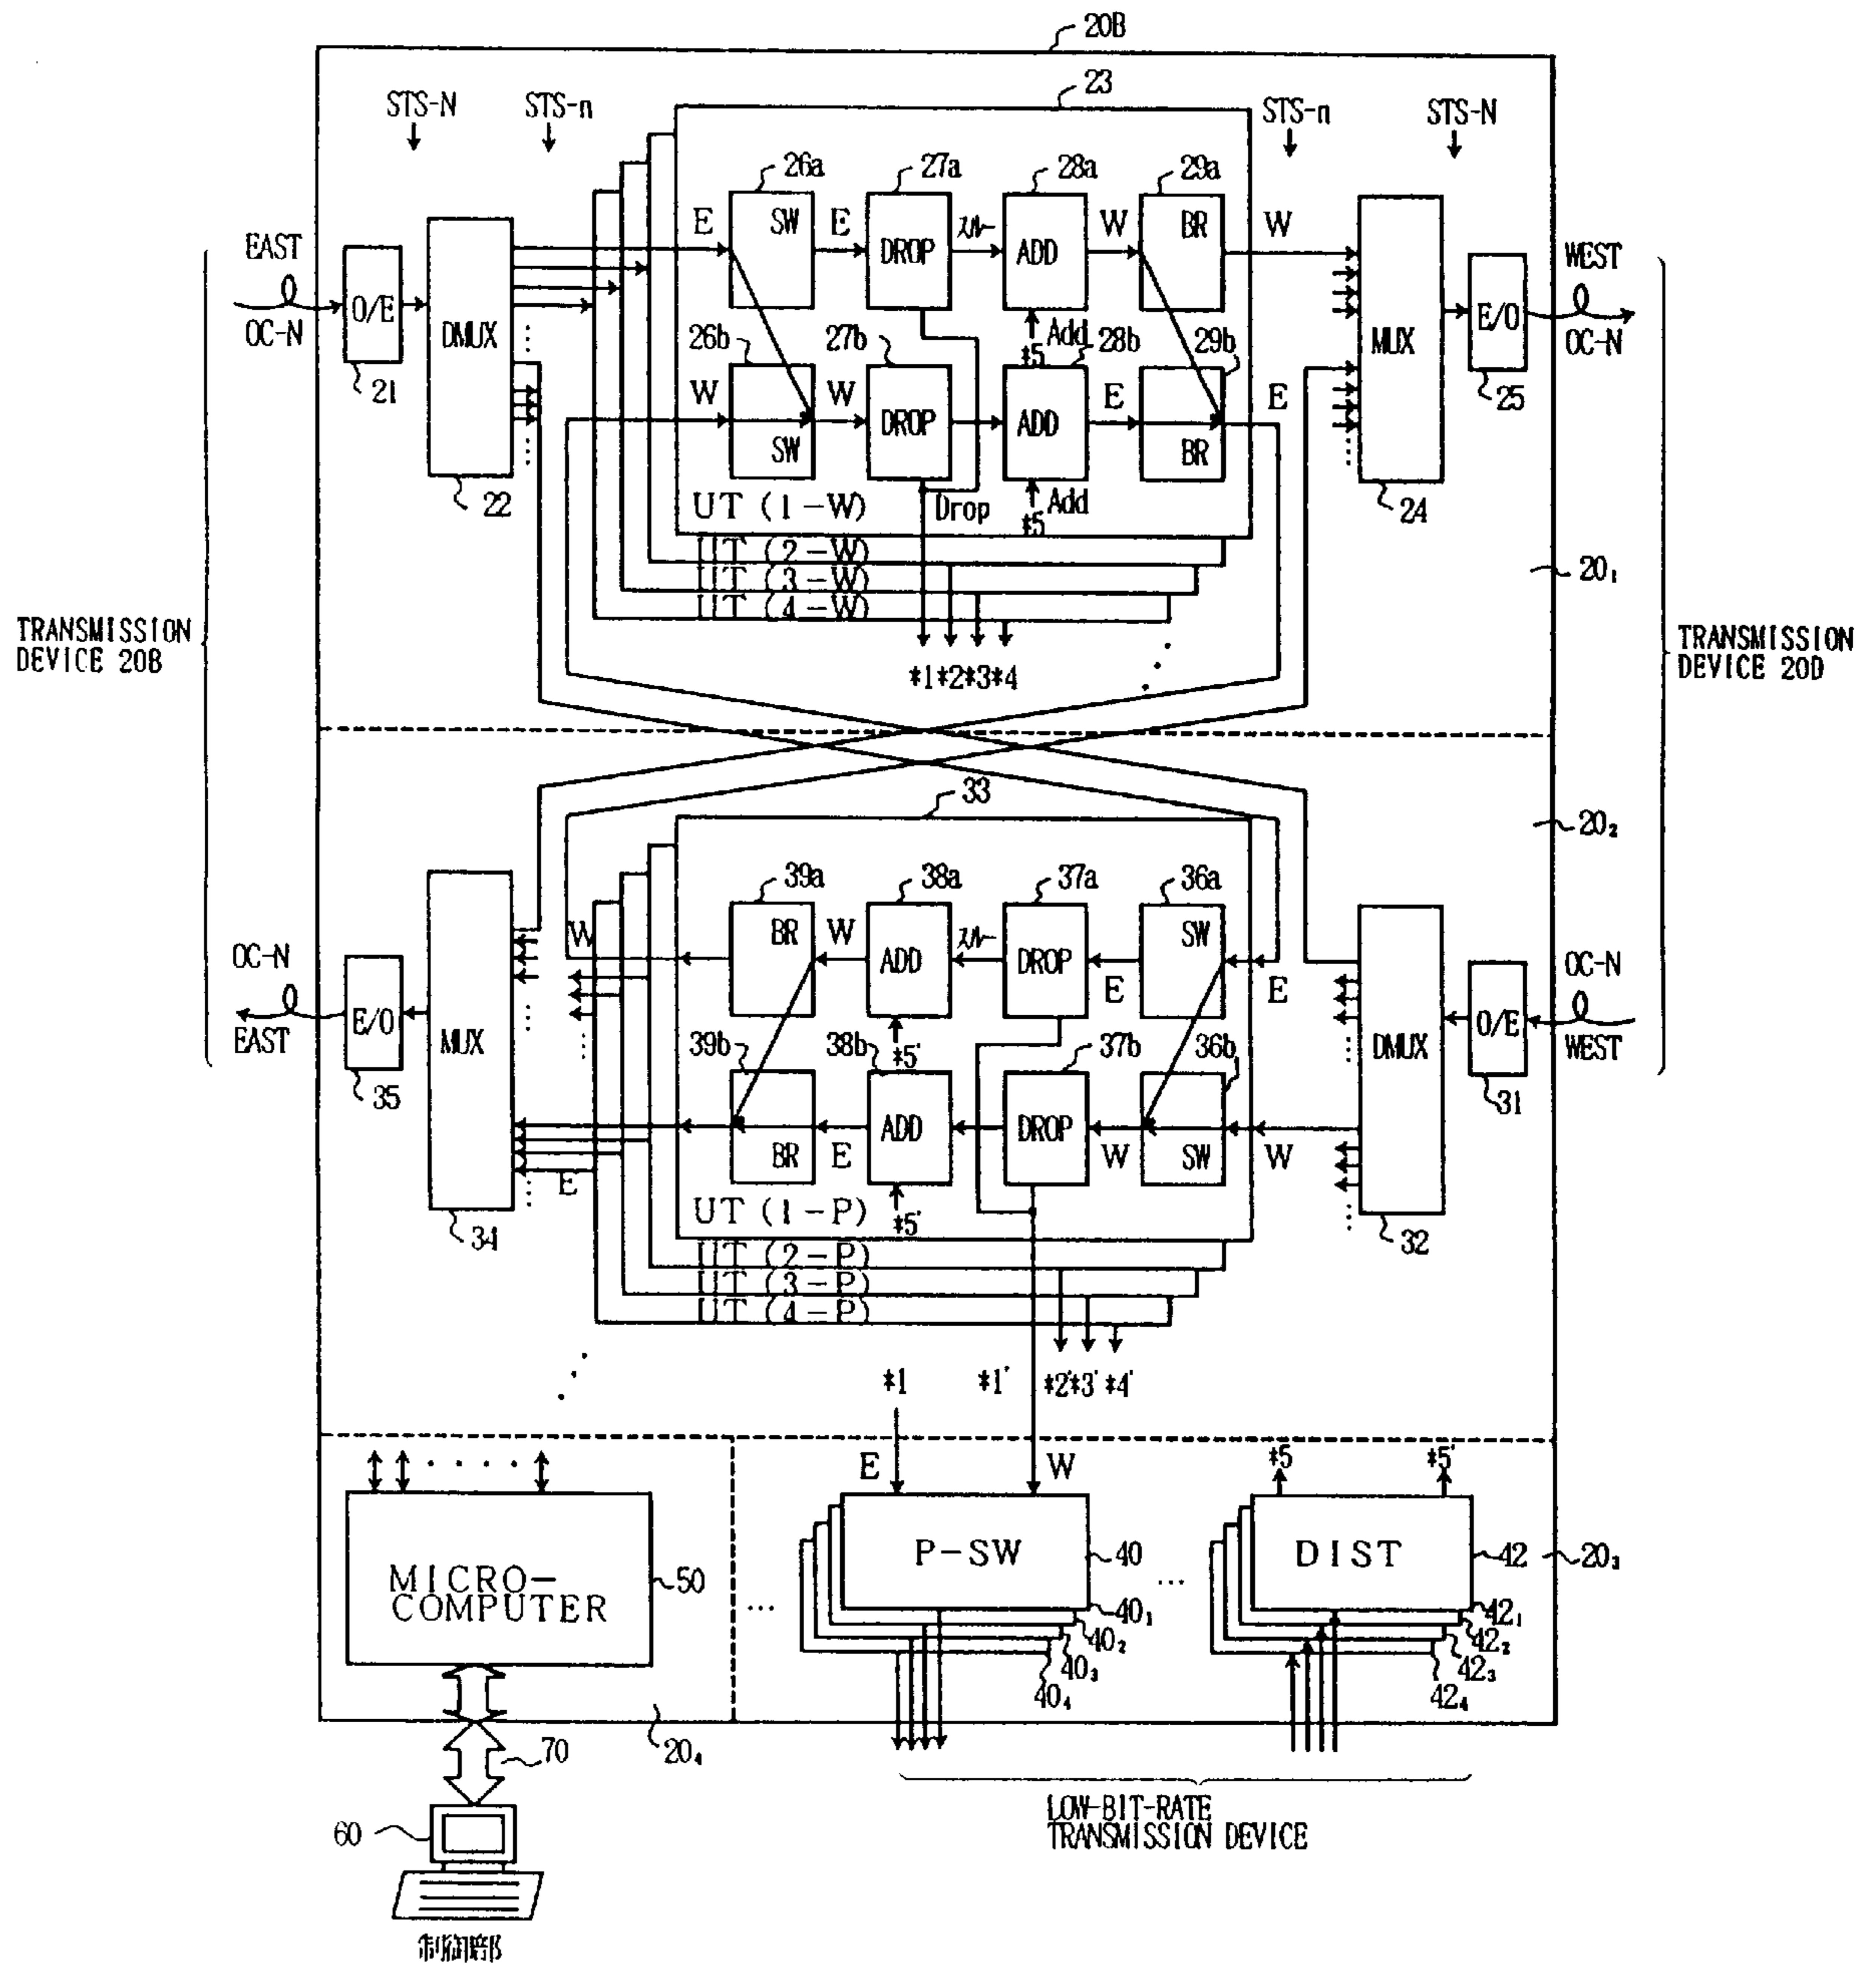 20B
STS-N
STS-n
23
STS-n
STS-N
26a
27a
28a
29a
E
SW
E
DROP
ADD
W
BR
W
EAST
OC-N
O/E
21
DMUX
22
MUX
24
E/O
25
WEST
OC-N
26b
27b
Add
*5
28b
29b
W
SW
W
DROP
ADD
E
BR
E
UT (1-W)
Drop
*5
Add
UT (2-W)
UT (3-W)
UT (4-W)
*1*2*3*4
20₁
TRANSMISSION
DEVICE 20B
TRANSMISSION
DEVICE 20D
20₂
33
39a
38a
37a
36a
W
BR
W
ADD
DROP
E
SW
E
OC-N
EAST
E/O
35
MUX
34
DMUX
32
O/E
31
OC-N
WEST
39b
*5'
38b
37b
36b
BR
E
ADD
DROP
W
SW
W
E
UT (1-P)
*5'
UT (2-P)
UT (3-P)
UT (4-P)
*1
*1'
*2'*3'*4'
E
W
*5
*5'
MICRO-
COMPUTER
50
...
P-SW
40
40₁
40₂
40₃
40₄
...
DIST
42
42₁
42₂
42₃
42₄
20₃
20₄
70
60
制御部
LOW-BIT-RATE
TRANSMISSION DEVICE